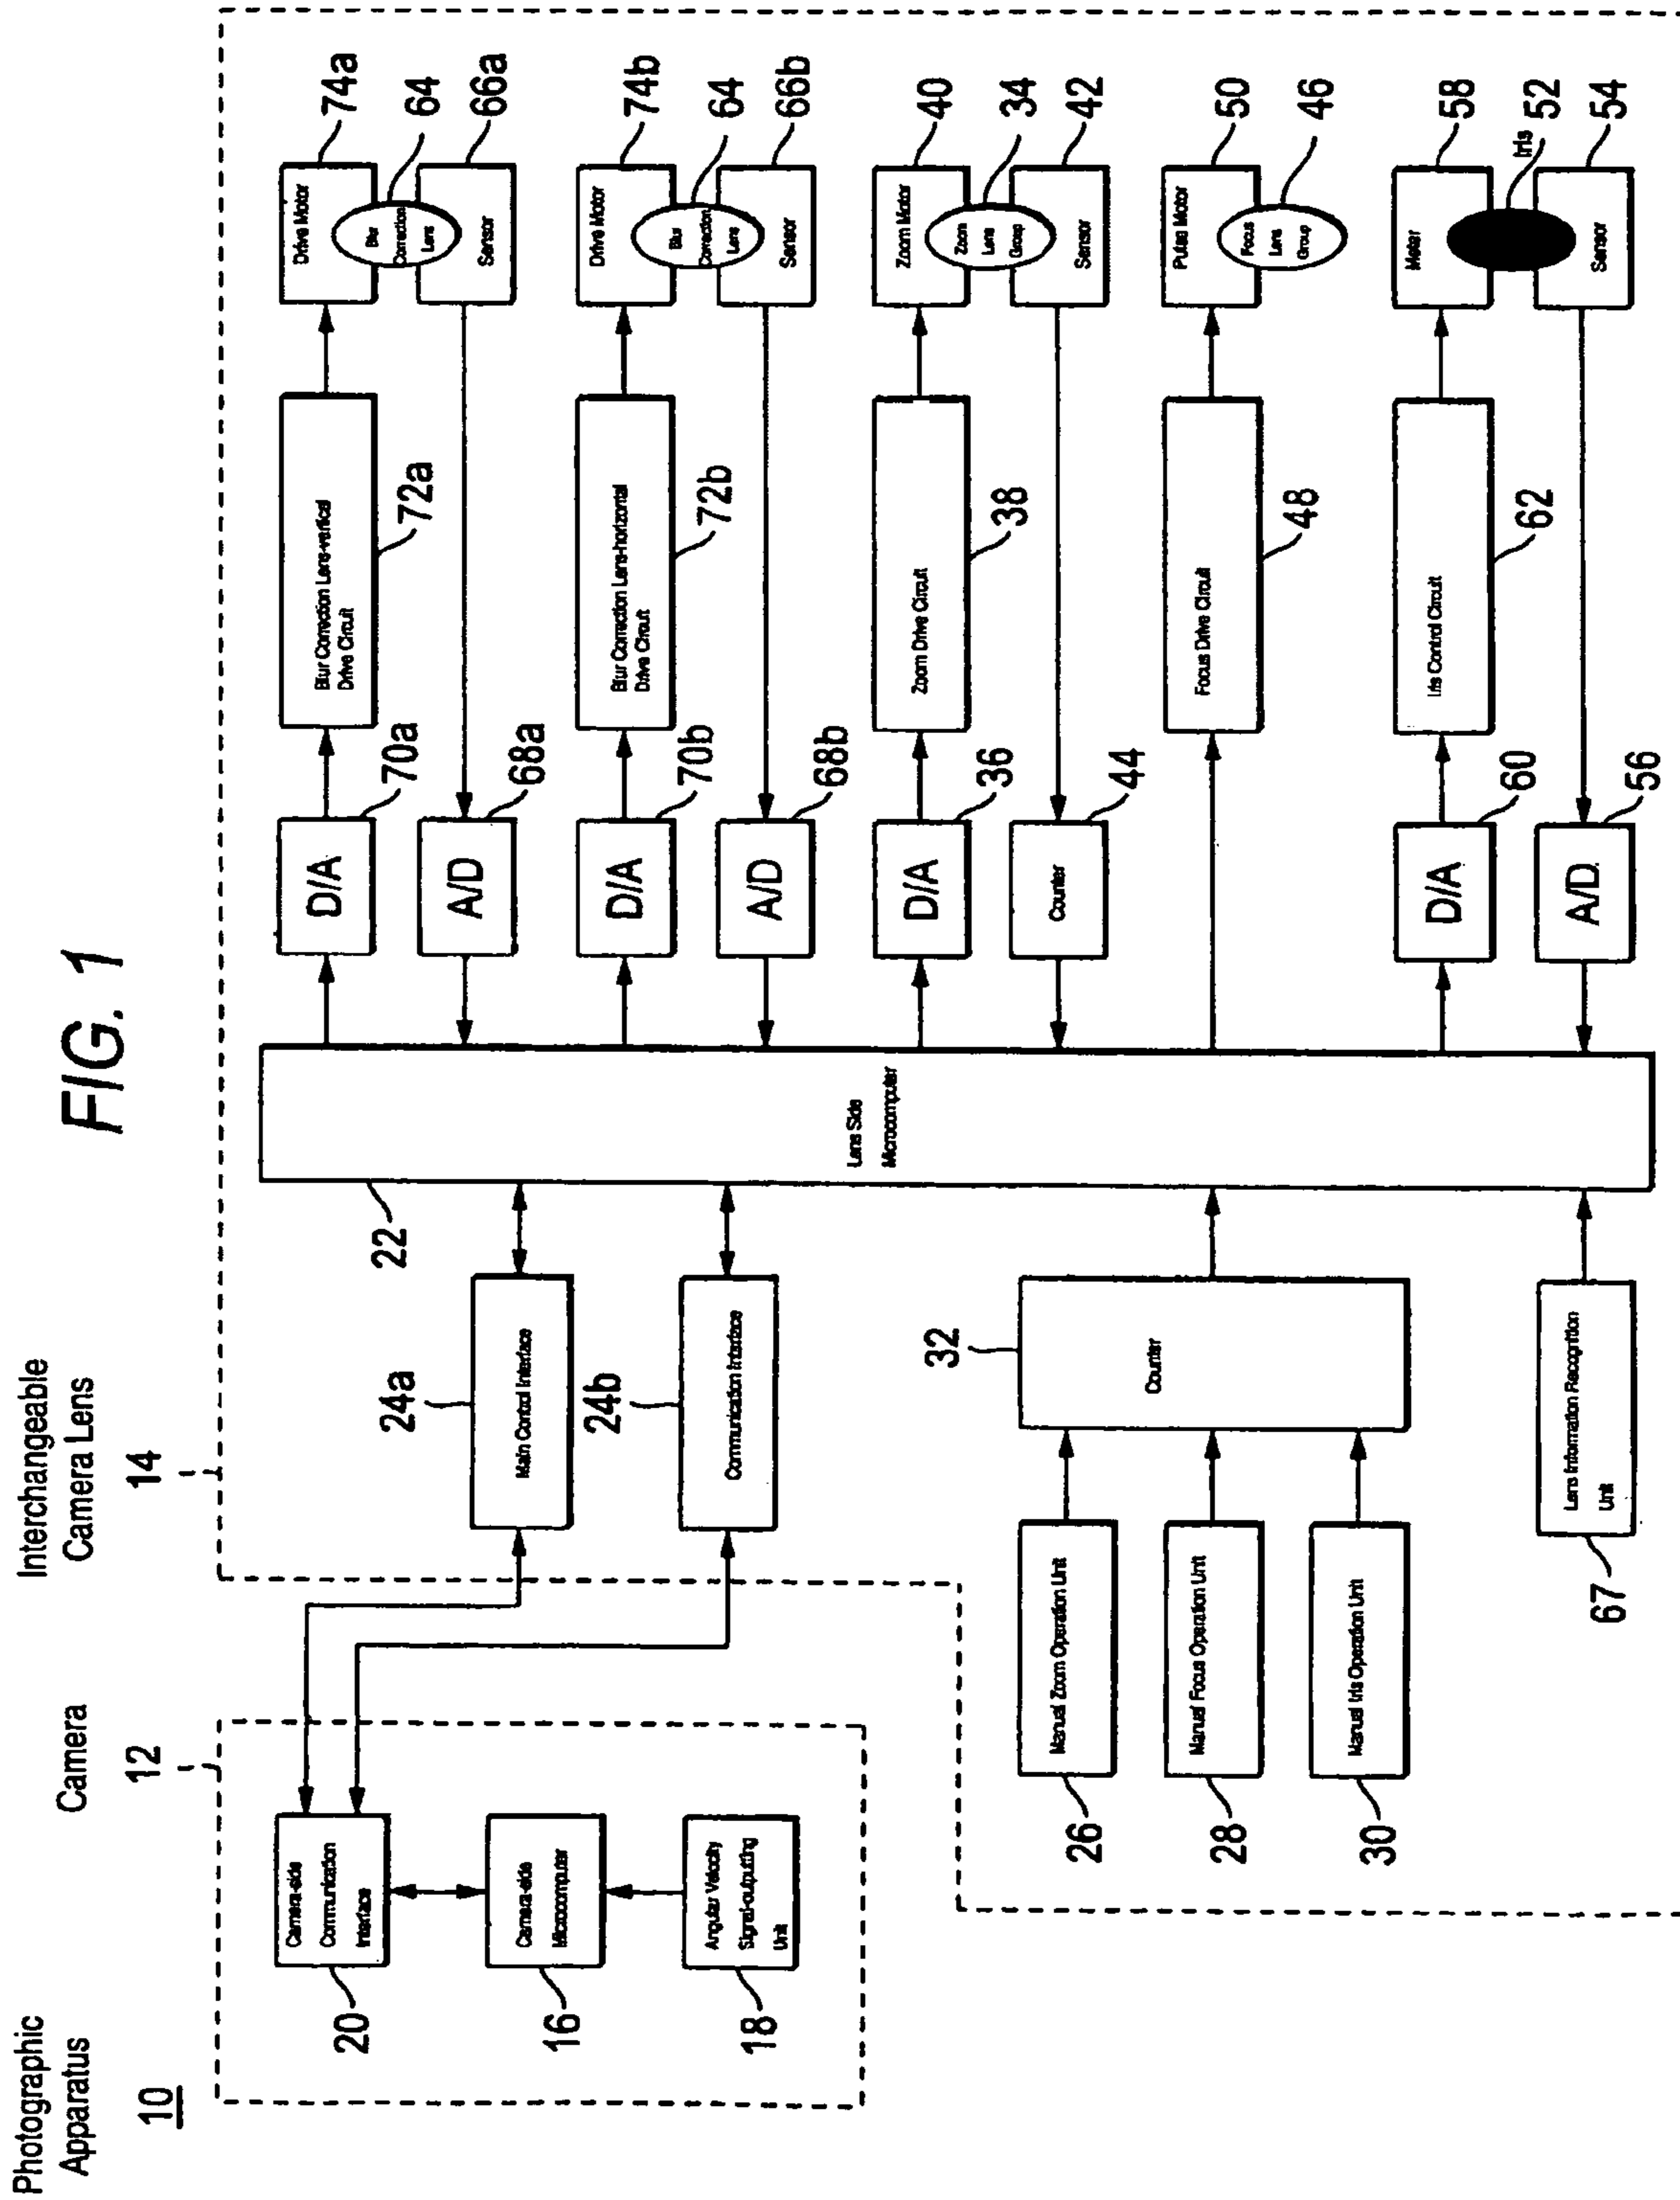 FIG. 1
Photographic
Apparatus
10
Camera
12
Interchangeable
Camera Lens
14
Camera-side
Communication
Interface
20
Camera-side
Microcomputer
16
Angular Velocity
Signal-outputting
Unit
18
Main Control Interface
24a
Communication Interface
24b
Manual Zoom Operation Unit
26
Manual Focus Operation Unit
28
Manual Iris Operation Unit
30
Counter
32
Lens Information Recognition
Unit
67
Lens Side
Microcomputer
22
D/A
70a
Blur Correction Lens-vertical
Drive Circuit
72a
Drive Motor
74a
Blur
Correction
Lens
64
Sensor
66a
A/D
68a
D/A
70b
Blur Correction Lens-horizontal
Drive Circuit
72b
Drive Motor
74b
Blur
Correction
Lens
64
Sensor
66b
A/D
68b
D/A
36
Zoom Drive Circuit
38
Zoom Motor
40
Zoom
Lens
Group
34
Sensor
42
Counter
44
Focus Drive Circuit
48
Pulse Motor
50
Focus
Lens
Group
46
D/A
60
Iris Control Circuit
62
Meter
58
Iris
52
Sensor
54
A/D
56